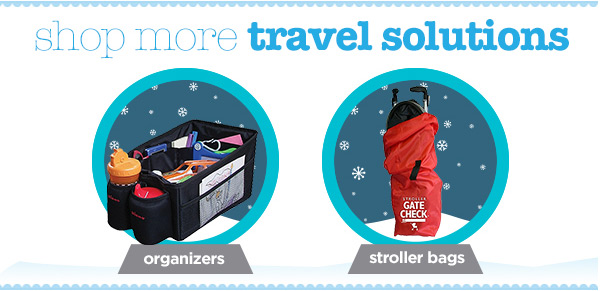 shop more travel solutions
STROLLER
GATE
CHECK
organizers
stroller bags